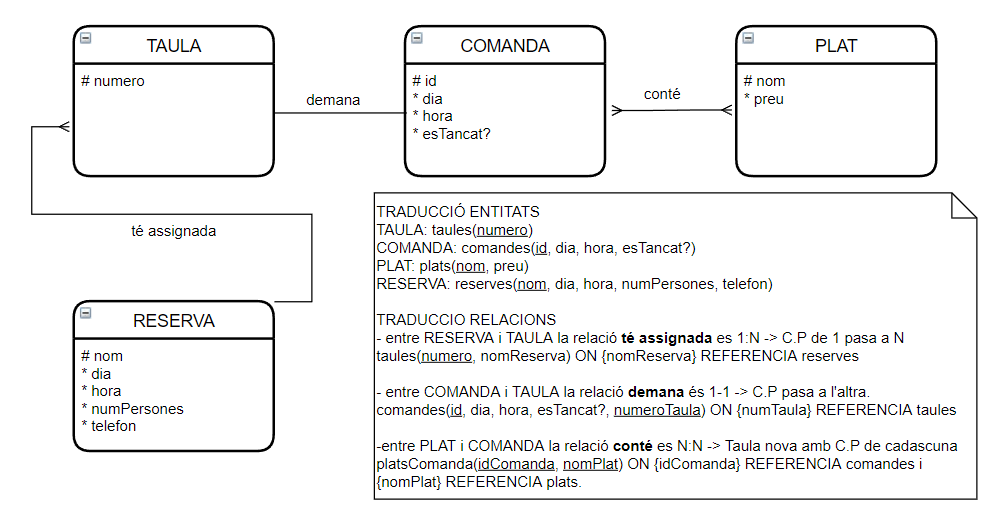 TAULA
# numero
demana
COMANDA
# id
* dia
* hora
* esTancat?
conté
PLAT
# nom
* preu
té assignada
RESERVA
# nom
* dia
* hora
* numPersones
* telefon
TRADUCCIÓ ENTITATS
TAULA: taules(numero)
COMANDA: comandes(id, dia, hora, esTancat?)
PLAT: plats(nom, preu)
RESERVA: reserves(nom, dia, hora, numPersones, telefon)
TRADUCCIO RELACIONS
- entre RESERVA i TAULA la relació té assignada es 1:N -> C.P de 1 pasa a N
taules(numero, nomReserva) ON {nomReserva} REFERENCIA reserves
- entre COMANDA i TAULA la relació demana és 1-1 -> C.P pasa a l'altra.
comandes(id, dia, hora, esTancat?, numeroTaula) ON {numTaula} REFERENCIA taules
-entre PLAT i COMANDA la relació conté es N:N -> Taula nova amb C.P de cadascuna
platsComanda(idComanda, nomPlat) ON {idComanda} REFERENCIA comandes i
{nomPlat} REFERENCIA plats.